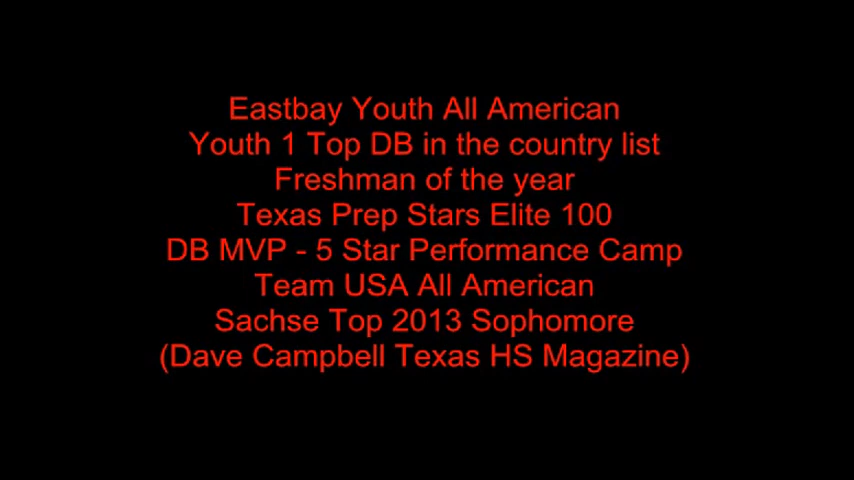 Eastbay Youth All American
Youth 1 Top DB in the country list
Freshman of the year
Texas Prep Stars Elite 100
DB MVP - 5 Star Performance Camp
Team USA All American
Sachse Top 2013 Sophomore
(Dave Campbell Texas HS Magazine)